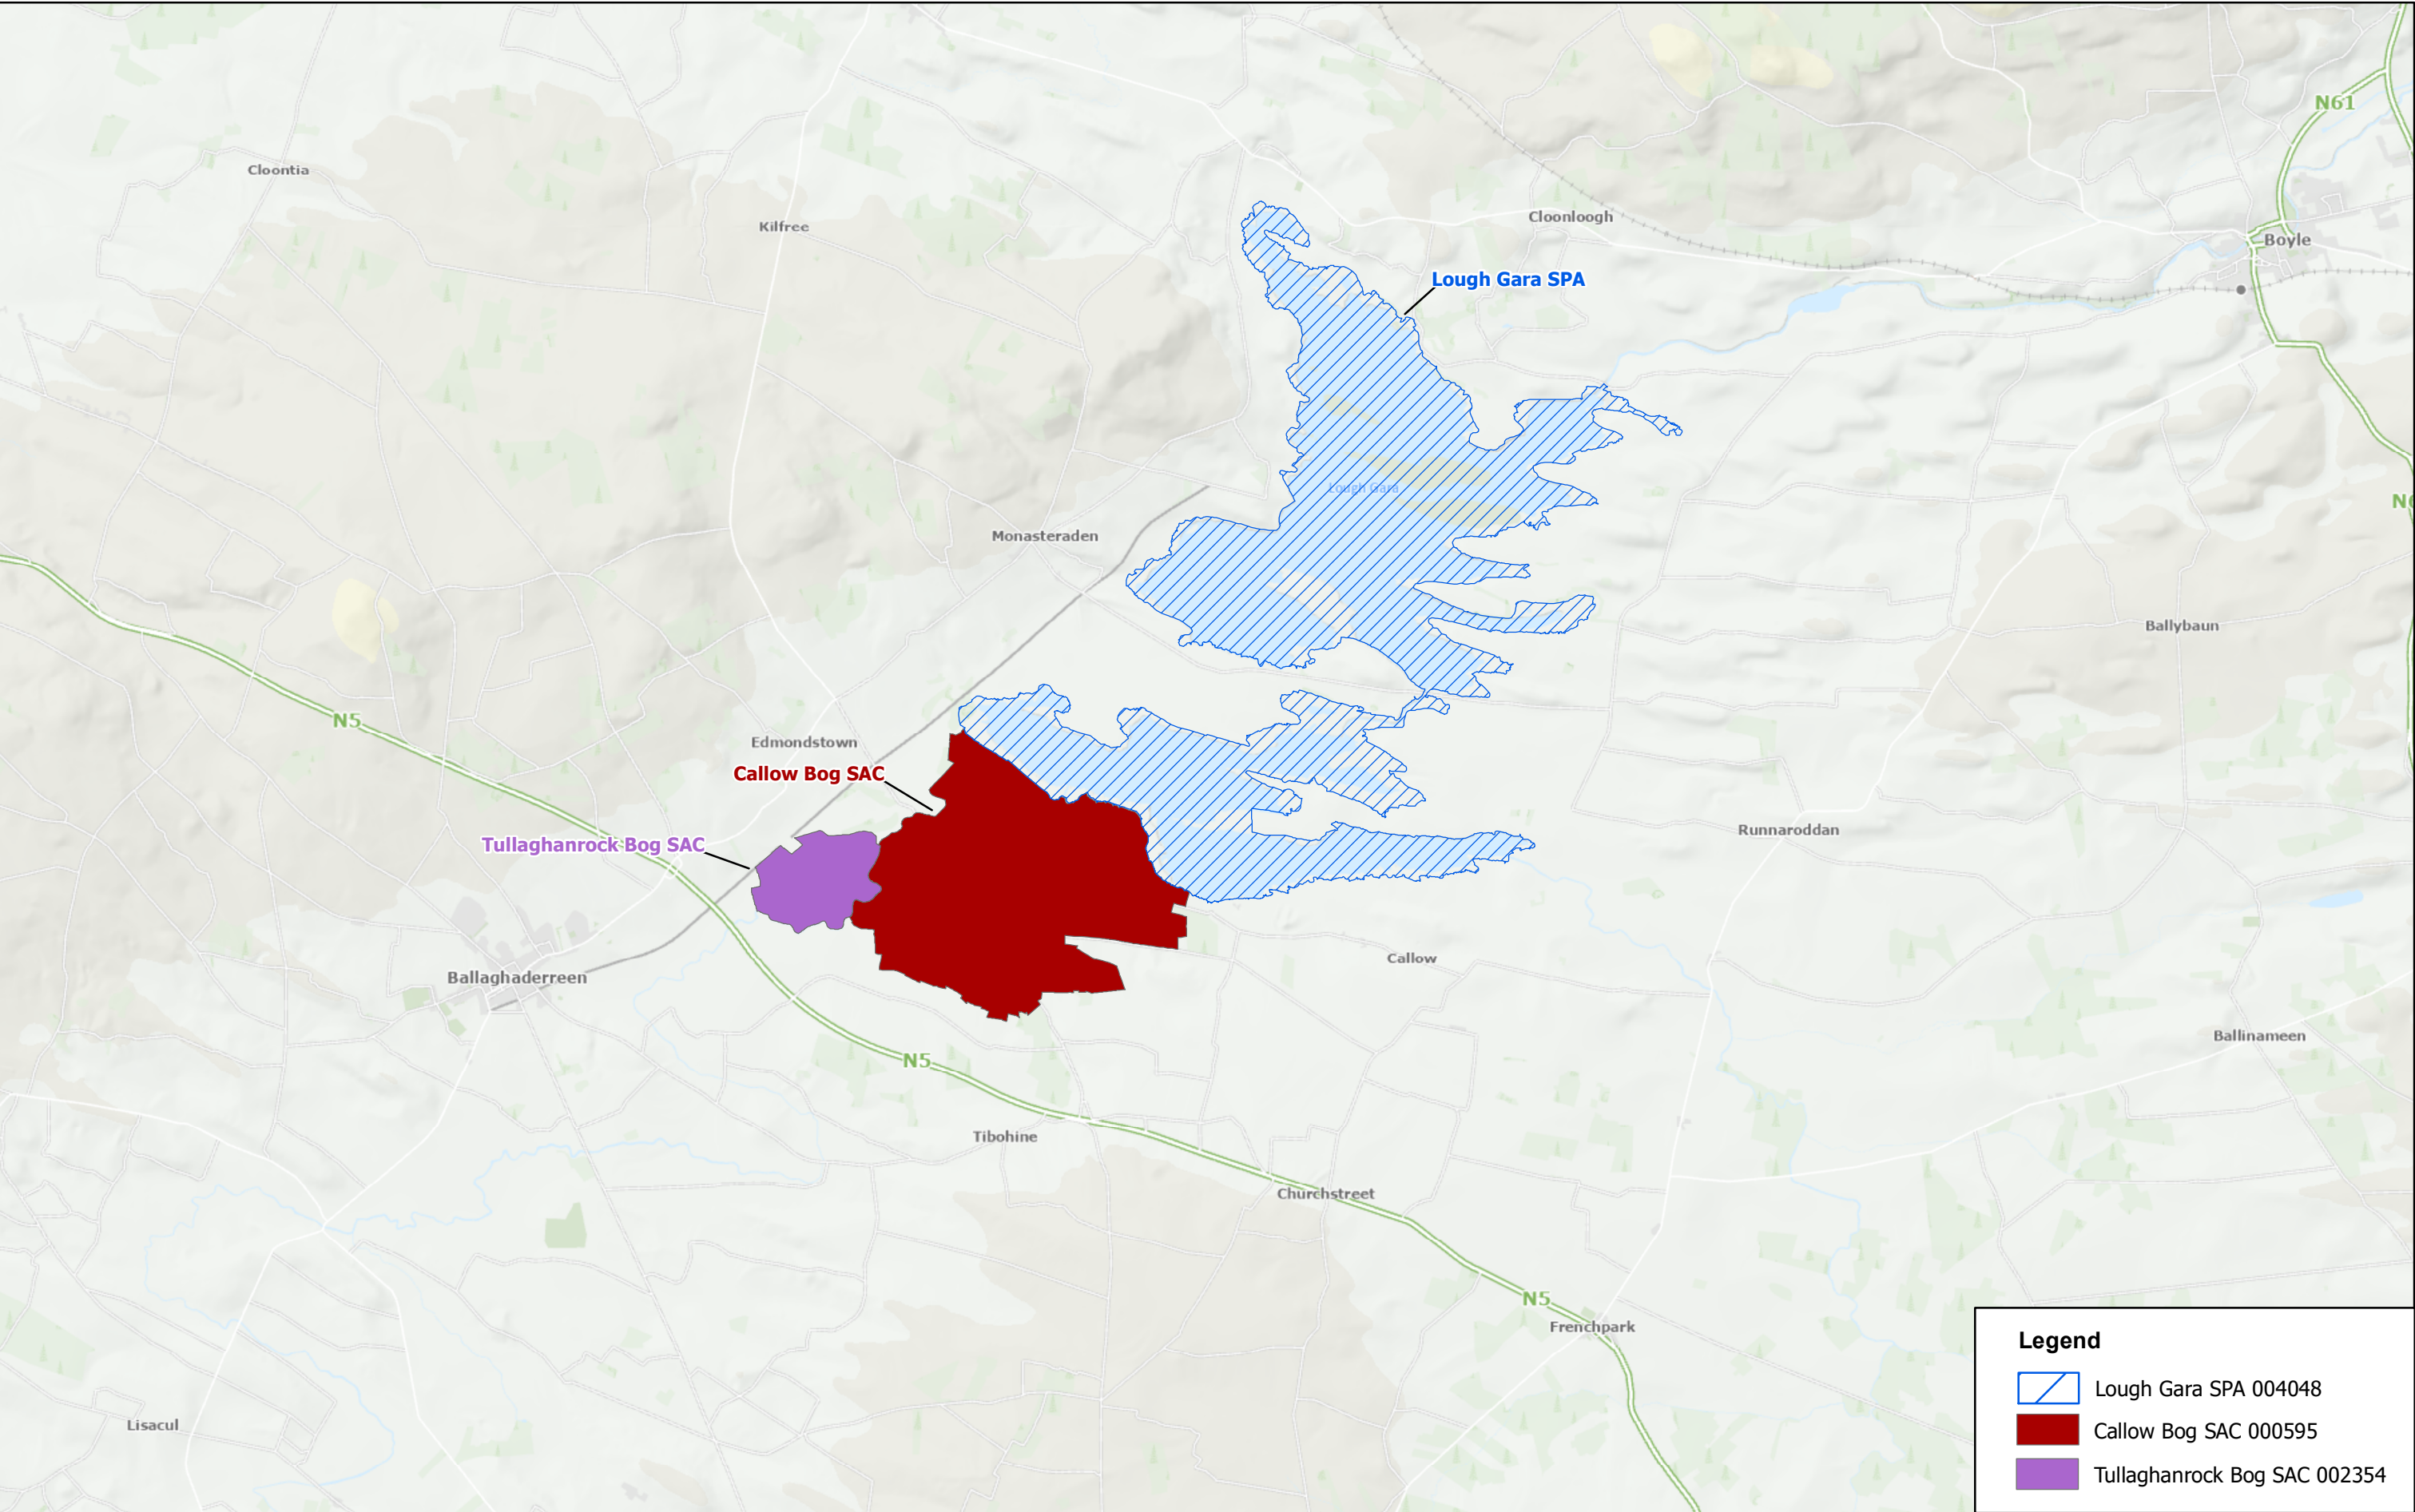 N61
Cloontia
Cloonloogh
Kilfree
Boyle
Lough Gara SPA
Lough Gara
Monasteraden
Ballybaun
N5
Edmondstown
Callow Bog SAC
Runnaroddan
Tullaghanrock Bog SAC
Callow
Ballaghaderreen
Ballinameen
N5
Tibohine
Churchstreet
N5
Frenchpark
Lisacul
Legend
Lough Gara SPA 004048
Callow Bog SAC 000595
Tullaghanrock Bog SAC 002354